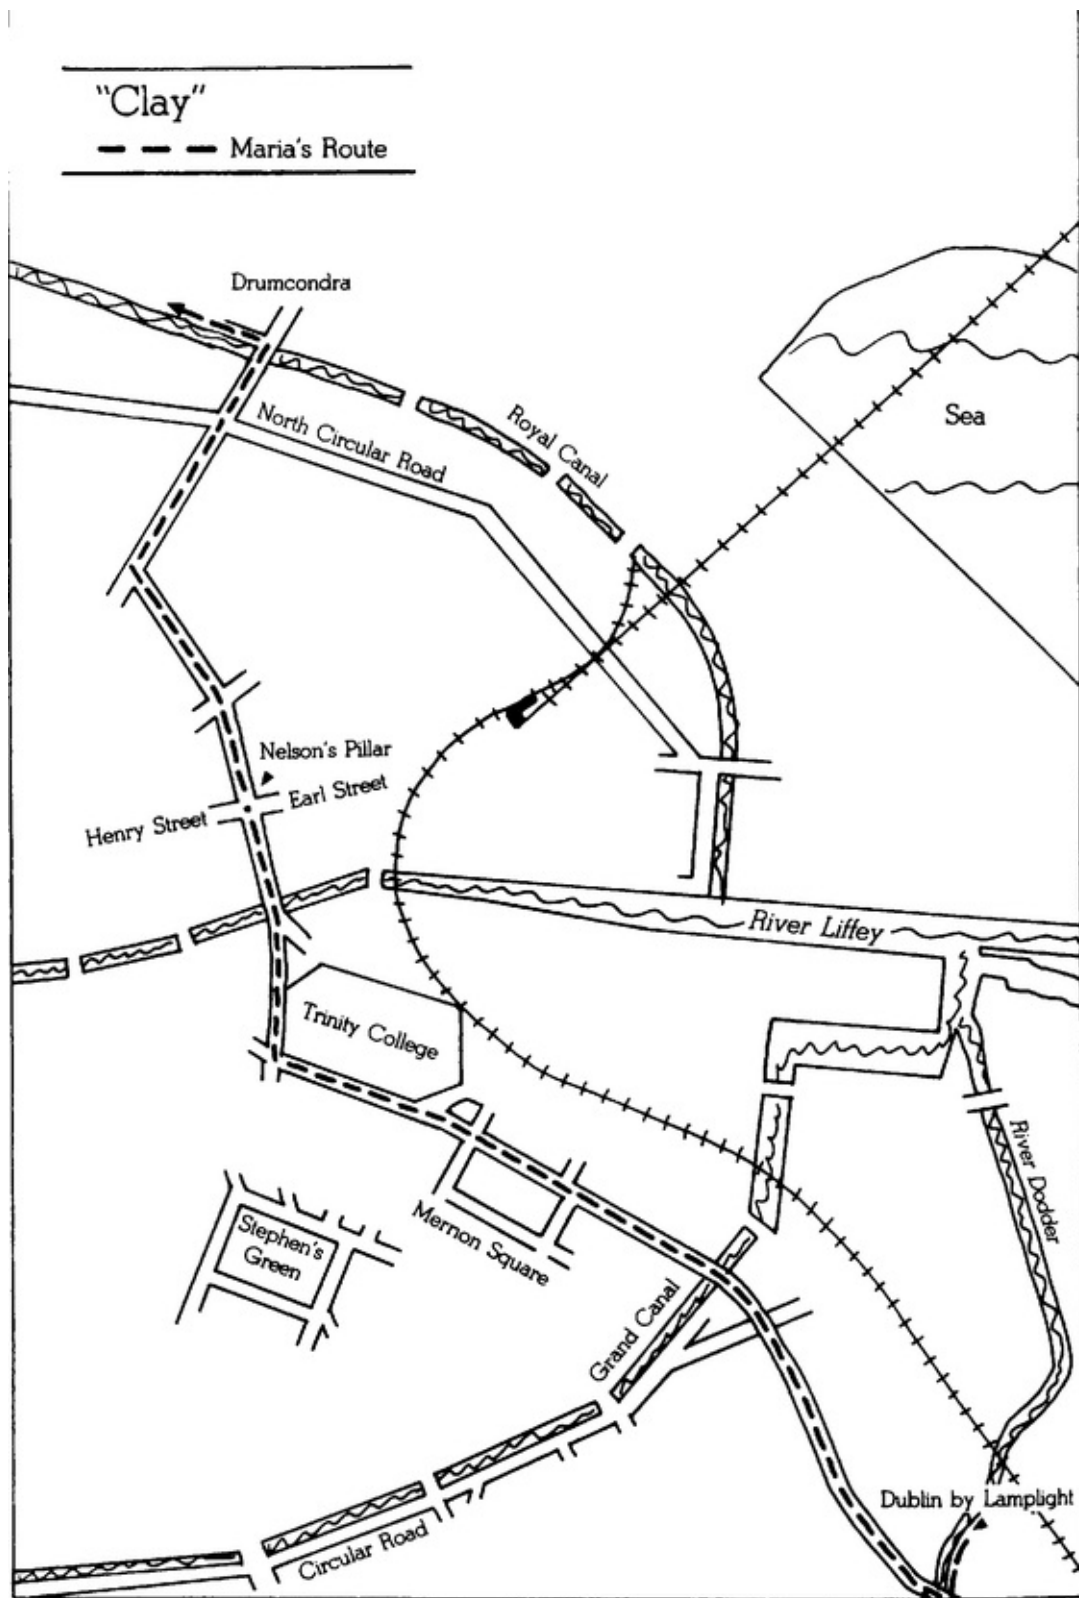 "Clay"
Maria's Route
Drumcondra
North Circular Road
Royal Canal
Sea
Nelson's Pillar
Earl Street
Henry Street
River Liffey
Trinity College
River Dodder
Mernon Square
Stephen's
Green
Grand Canal
Dublin by Lamplight
Circular Road